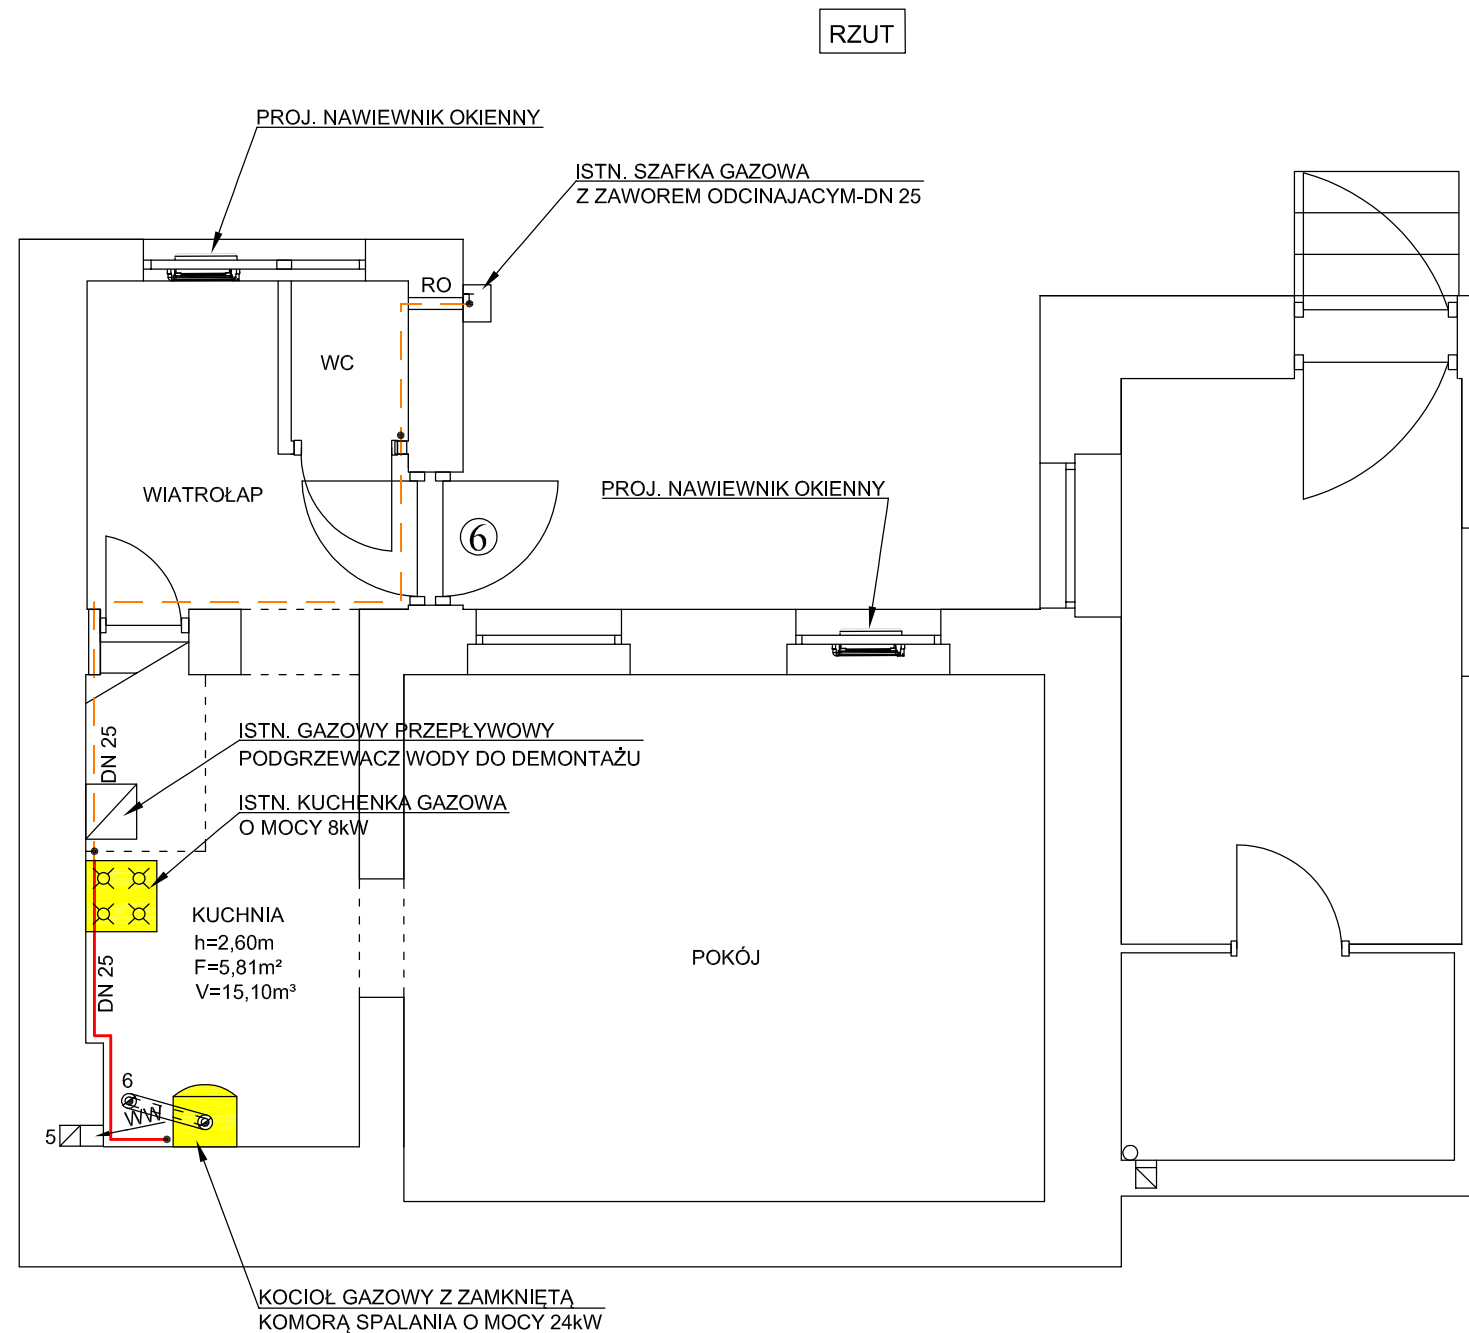 RZUT
PROJ. NAWIEWNIK OKIENNY
ISTN. SZAFKA GAZOWA
Z ZAWOREM ODCINAJACYM-DN 25
RO
WC
WIATROŁAP
PROJ. NAWIEWNIK OKIENNY
6
ISTN. GAZOWY PRZEPŁYWOWY
PODGRZEWACZ WODY DO DEMONTAŻU
DN 25
ISTN. KUCHENKA GAZOWA
O MOCY 8kW
KUCHNIA
h=2,60m
F=5,81m²
V=15,10m³
POKÓJ
DN 25
6
WW
5
KOCIOŁ GAZOWY Z ZAMKNIĘTĄ
KOMORĄ SPALANIA O MOCY 24kW